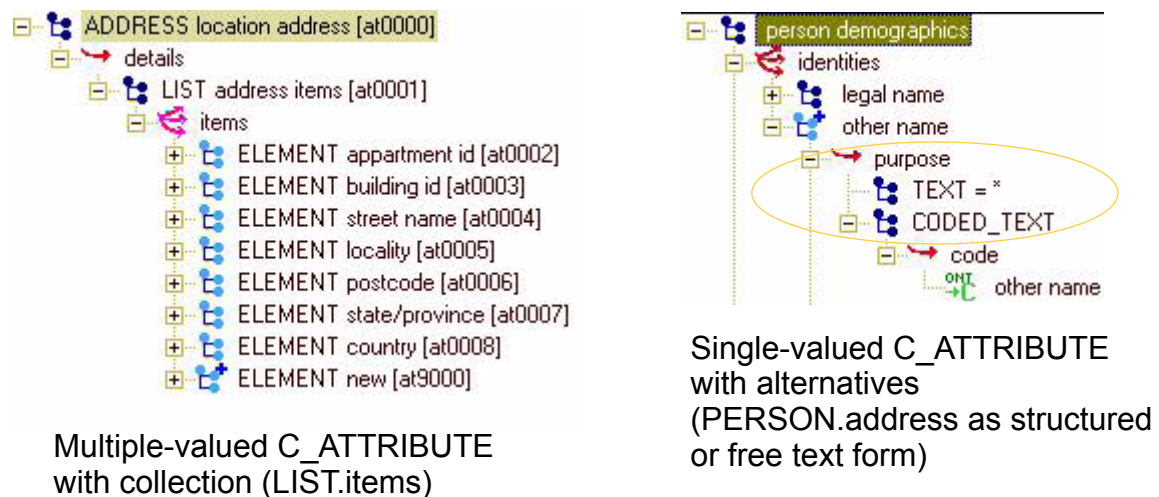 ADDRESS location address [at0000]
details
LIST address items [at0001]
items
ELEMENT appartment id [at0002]
ELEMENT building id [at0003]
ELEMENT street name [at0004]
ELEMENT locality [at0005]
ELEMENT postcode [at0006]
ELEMENT state/province [at0007]
ELEMENT country [at0008]
ELEMENT new [at9000]
Multiple-valued C_ATTRIBUTE
with collection (LIST.items)
person demographics
identities
legal name
other name
purpose
TEXT = *
CODED_TEXT
code
ONT C other name
Single-valued C_ATTRIBUTE
with alternatives
(PERSON.address as structured
or free text form)